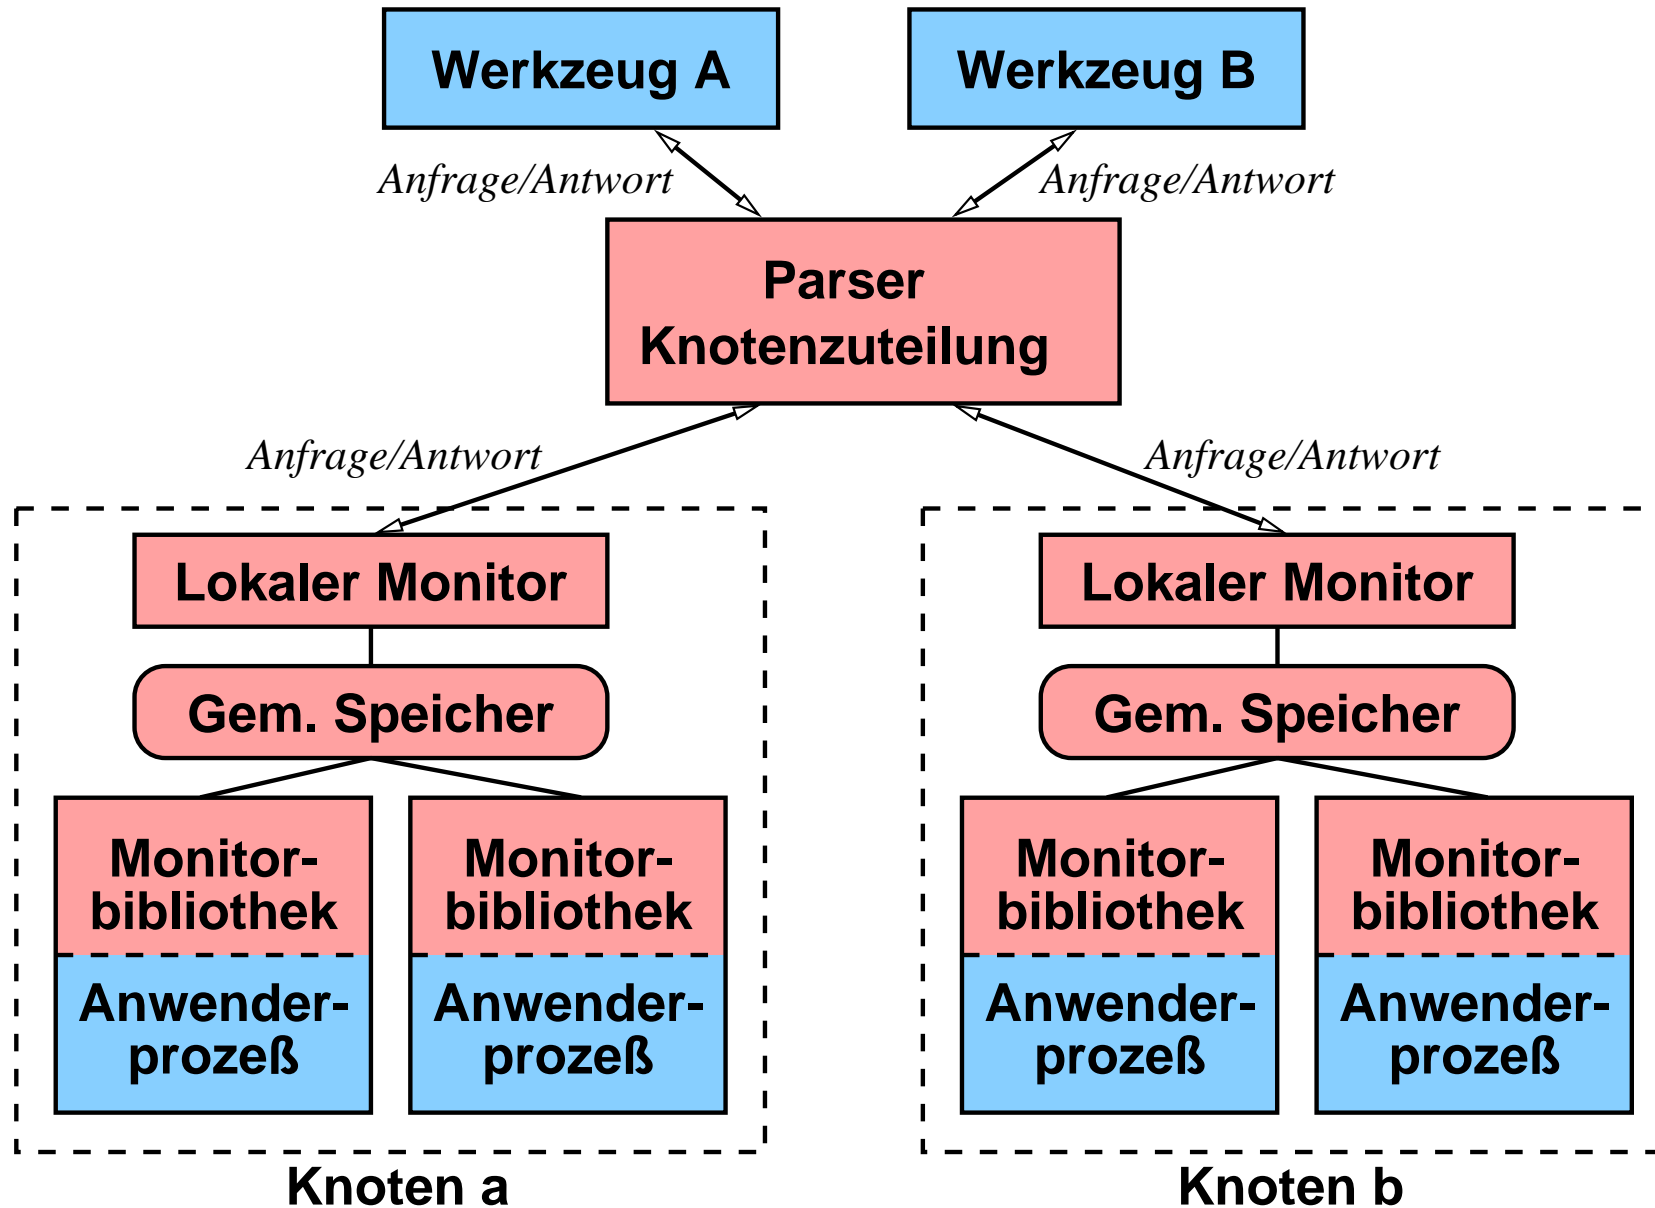 Werkzeug A
Werkzeug B
Anfrage/Antwort
Anfrage/Antwort
Parser
Knotenzuteilung
Anfrage/Antwort
Anfrage/Antwort
Lokaler Monitor
Gem. Speicher
Monitor-
bibliothek
Anwender-
prozeß
Monitor-
bibliothek
Anwender-
prozeß
Knoten a
Lokaler Monitor
Gem. Speicher
Monitor-
bibliothek
Anwender-
prozeß
Monitor-
bibliothek
Anwender-
prozeß
Knoten b